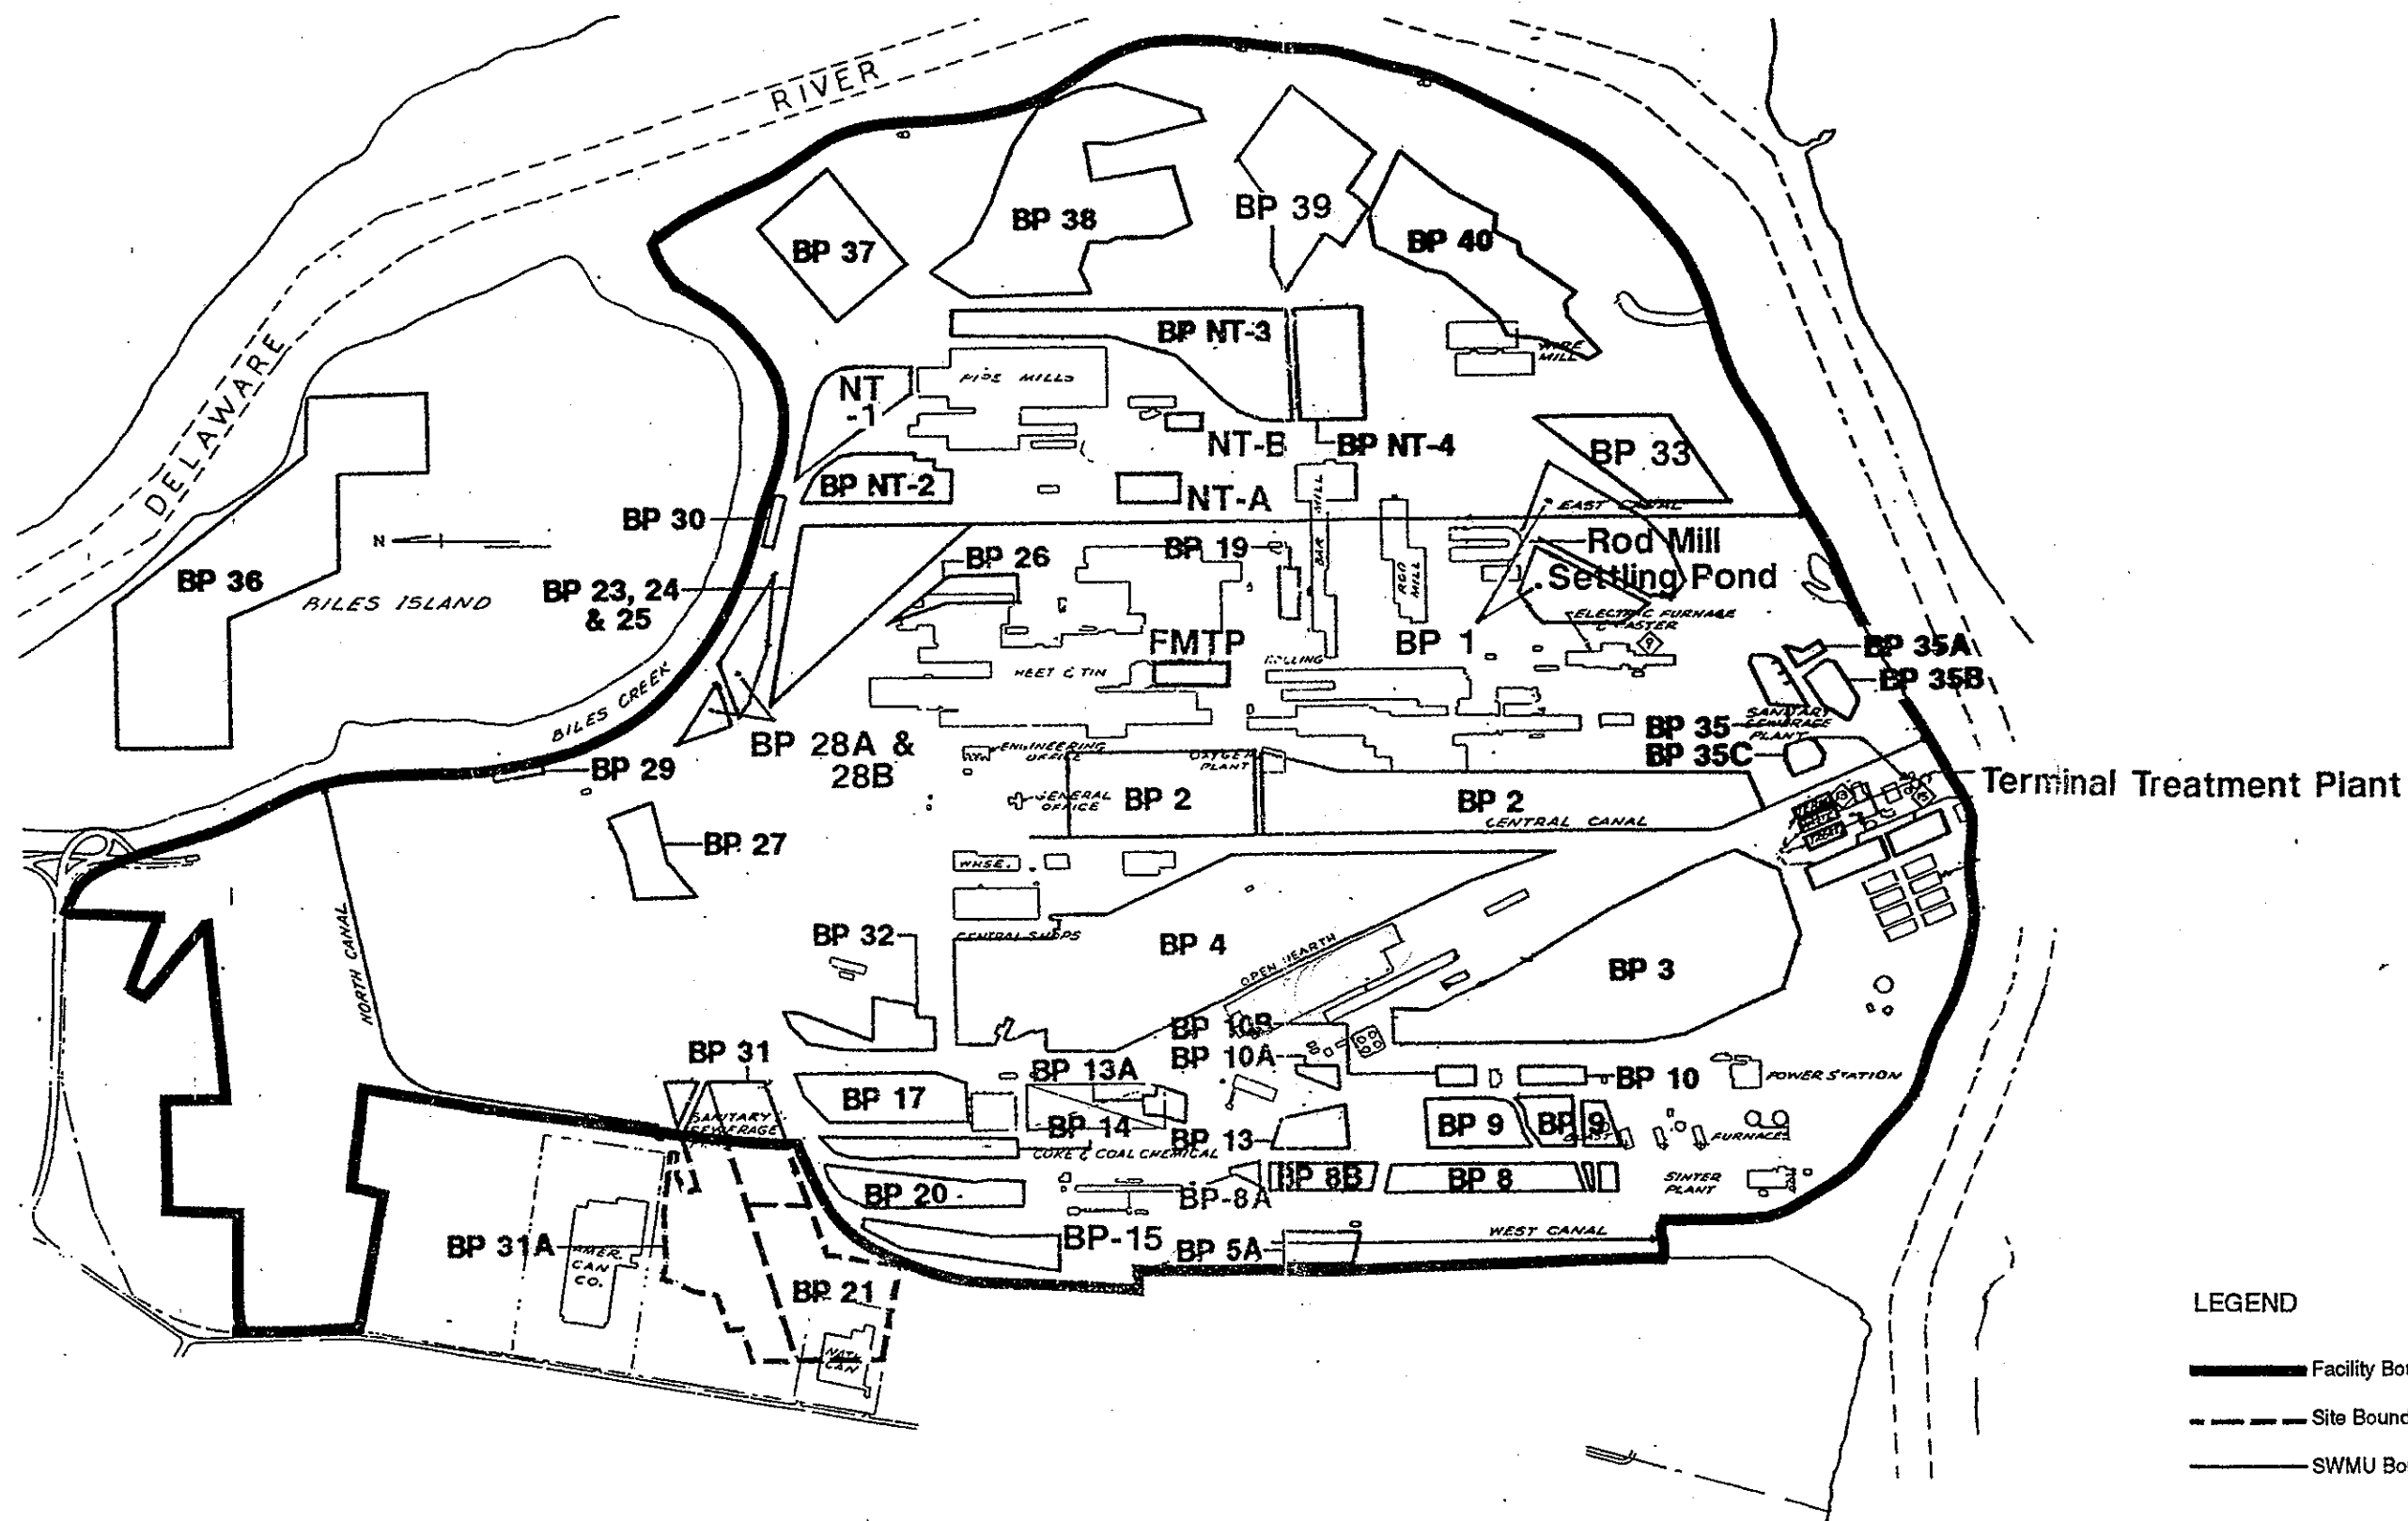 RIVER
DELAWARE
BP 38
BP 39
BP 37
BP 40
BP NT-3
WIRE
MILL
PIPE MILLS
NT
-1
NT-B
BP NT-4
BP 33
BP NT-2
NT-A
MILL
BAR
EAST CANAL
BP 30
N
BP 19
Rod Mill
Settling Pond
BP 26
BP 36
BILES ISLAND
BP 23, 24
& 25
ROD
MILL
ELECTRIC FURNACE
& CASTER
9
FMTP
BP 1
BP 35A
HEET & TIN
ROLLING
BP 35B
BILES CREEK
BP 35
SANITARY
SEWERAGE
PLANT
BP 28A &
28B
ENGINEERING
OFFICE
OXYGEN
PLANT
BP 35C
BP 29
Terminal Treatment Plant
GENERAL
OFFICE
BP 2
BP 2
CENTRAL CANAL
BP 27
WHSE.
NORTH CANAL
BP 32
CENTRAL SHOPS
BP 4
OPEN HEARTH
BP 3
BP 10B
BP 31
BP 10A
BP 13A
BP 10
POWER STATION
BP 17
SANITARY
SEWERAGE
BP 14
BP 13
BP 9
BP 9
BLAST
FURNACES
COKE & COAL CHEMICAL
BP 20
BP-8A
BP 8B
BP 8
SINTER
PLANT
BP 31A
AMER.
CAN
CO.
BP-15
BP 5A
WEST CANAL
BP 21
NATL
CAN
LEGEND
Facility Bo
Site Bound
SWMU Bo